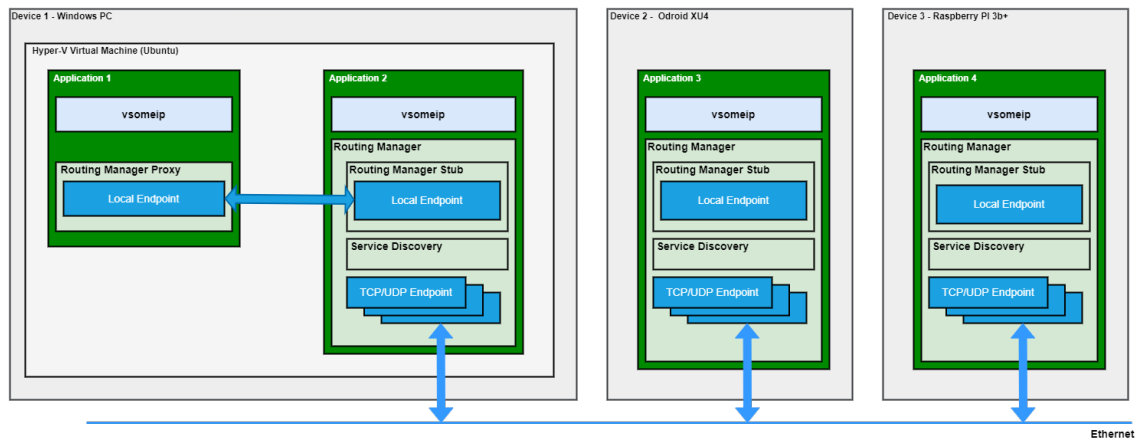 Device 1 - Windows PC
Hyper-V Virtual Machine (Ubuntu)
Application 1
vsomeip
Routing Manager Proxy
Local Endpoint
Application 2
vsomeip
Routing Manager
Routing Manager Stub
Local Endpoint
Service Discovery
TCP/UDP Endpoint
Device 2 - Odroid XU4
Application 3
vsomeip
Routing Manager
Routing Manager Stub
Local Endpoint
Service Discovery
TCP/UDP Endpoint
Device 3 - Raspberry PI 3b+
Application 4
vsomeip
Routing Manager
Routing Manager Stub
Local Endpoint
Service Discovery
TCP/UDP Endpoint
Ethernet